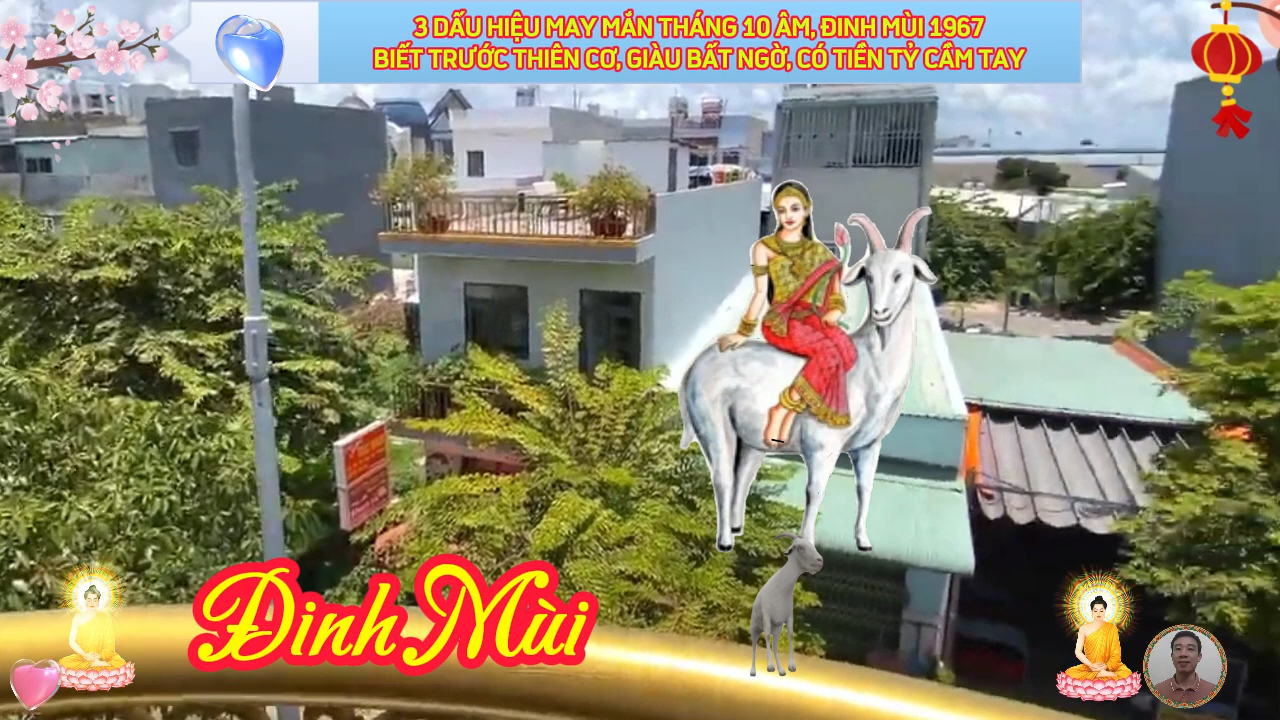 3 DẤU HIỆU MAY MẮN THÁNG 10 ÂM, ĐINH MÙI 1967
BIẾT TRƯỚC THIÊN CƠ, GIÀU BẤT NGỜ, CÓ TIỀN TỶ CẦM TAY
Đinh Mùi